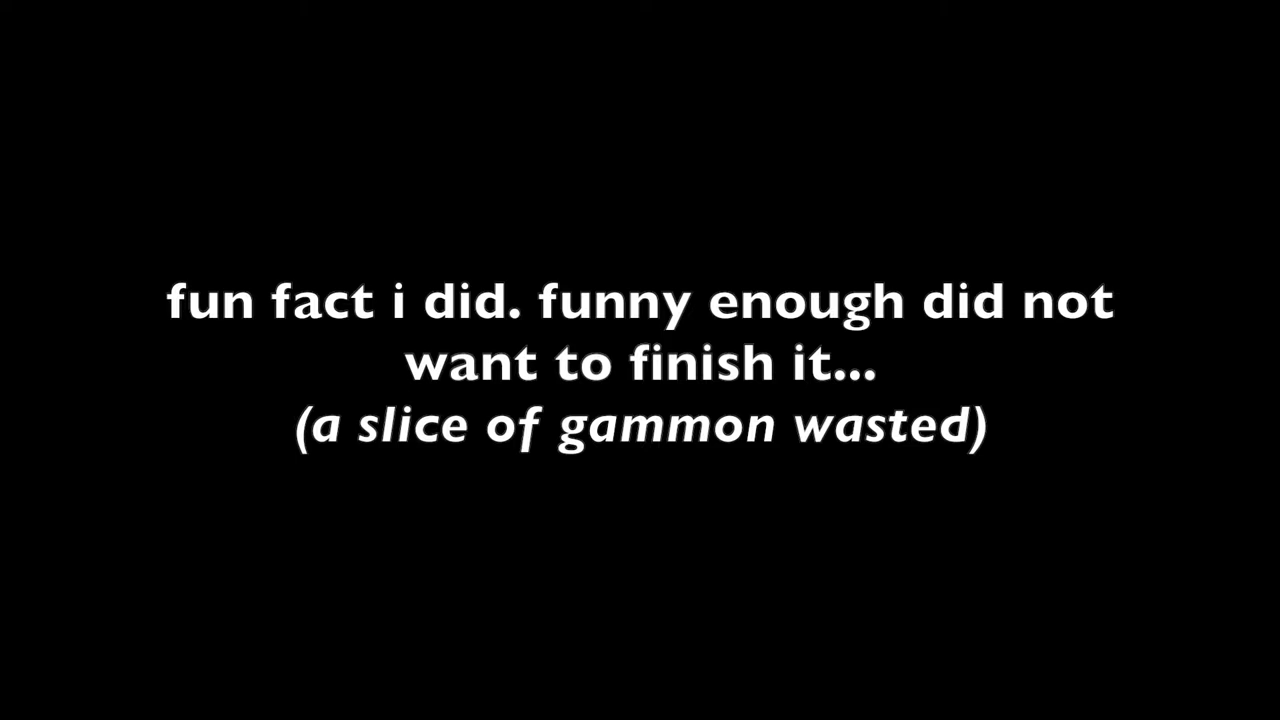 fun fact i did. funny enough did not
want to finish it...
(a slice of gammon wasted)